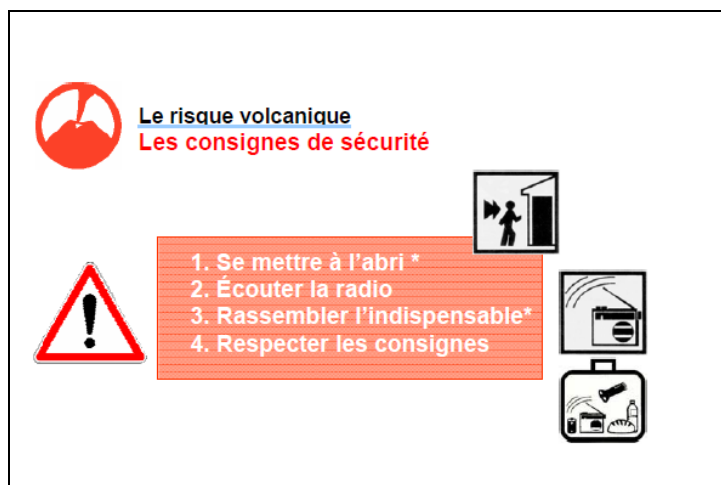 Le risque volcanique
Les consignes de sécurité
1. Se mettre à l'abri *
2. Écouter la radio
3. Rassembler l'indispensable*
4. Respecter les consignes